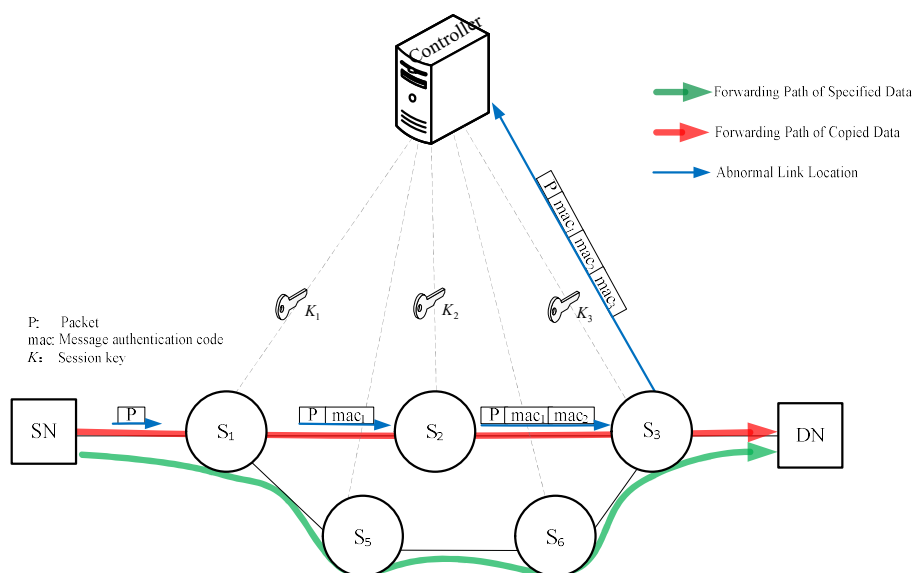 Controller
Forwarding Path of Specified Data
Forwarding Path of Copied Data
Abnormal Link Location
P mac₁ mac₂ mac₃
K₁
K₂
K₃
P: Packet
mac: Message authentication code
K: Session key
SN
P
S₁
P mac₁
S₂
P mac₁ mac₂
S₃
DN
S₅
S₆